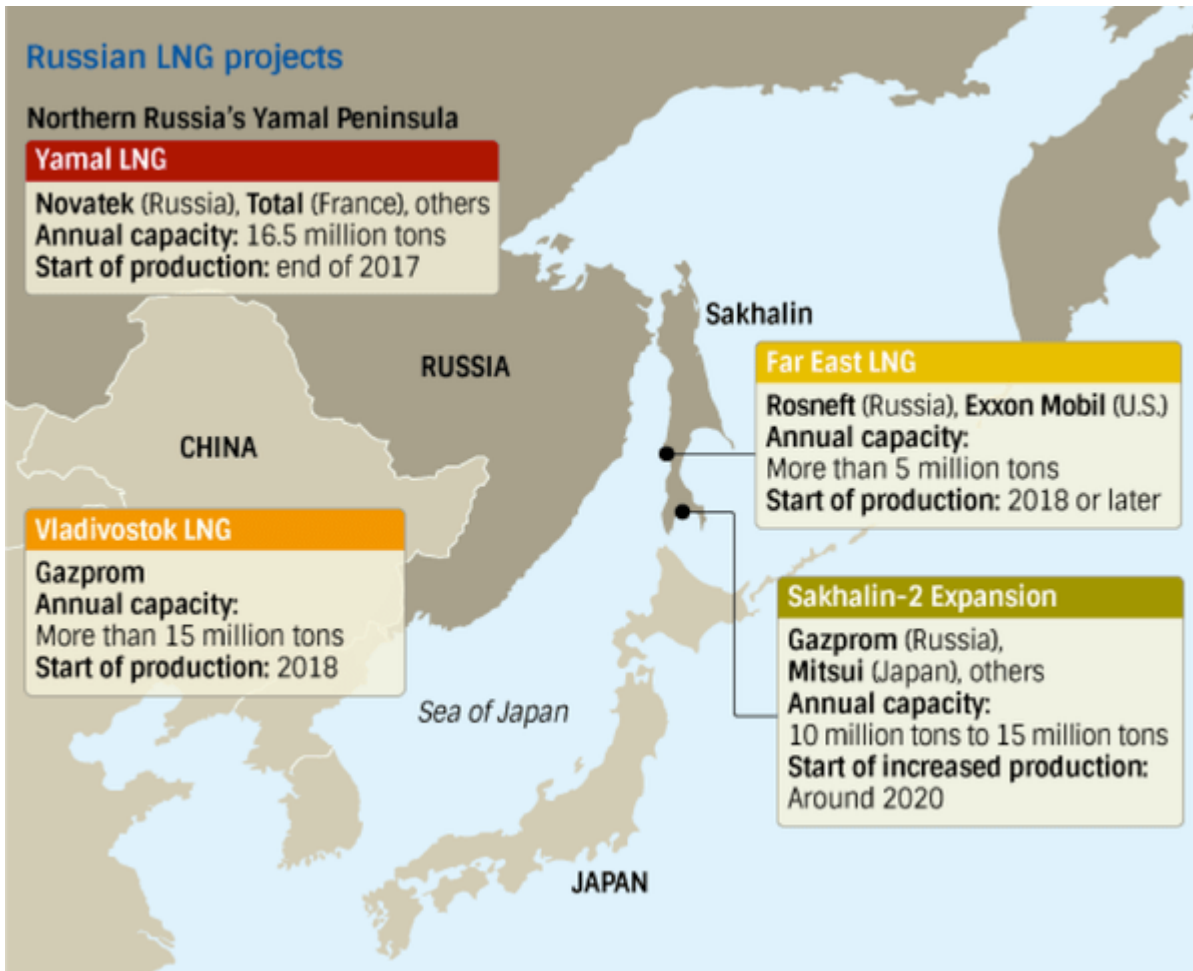 Russian LNG projects
Northern Russia's Yamal Peninsula
Yamal LNG
Novatek (Russia), Total (France), others
Annual capacity: 16.5 million tons
Start of production: end of 2017
Sakhalin
RUSSIA
Far East LNG
Rosneft (Russia), Exxon Mobil (U.S.)
Annual capacity:
More than 5 million tons
Start of production: 2018 or later
CHINA
Vladivostok LNG
Gazprom
Annual capacity:
More than 15 million tons
Start of production: 2018
Sakhalin-2 Expansion
Gazprom (Russia),
Mitsui (Japan), others
Annual capacity:
10 million tons to 15 million tons
Start of increased production:
Around 2020
Sea of Japan
JAPAN